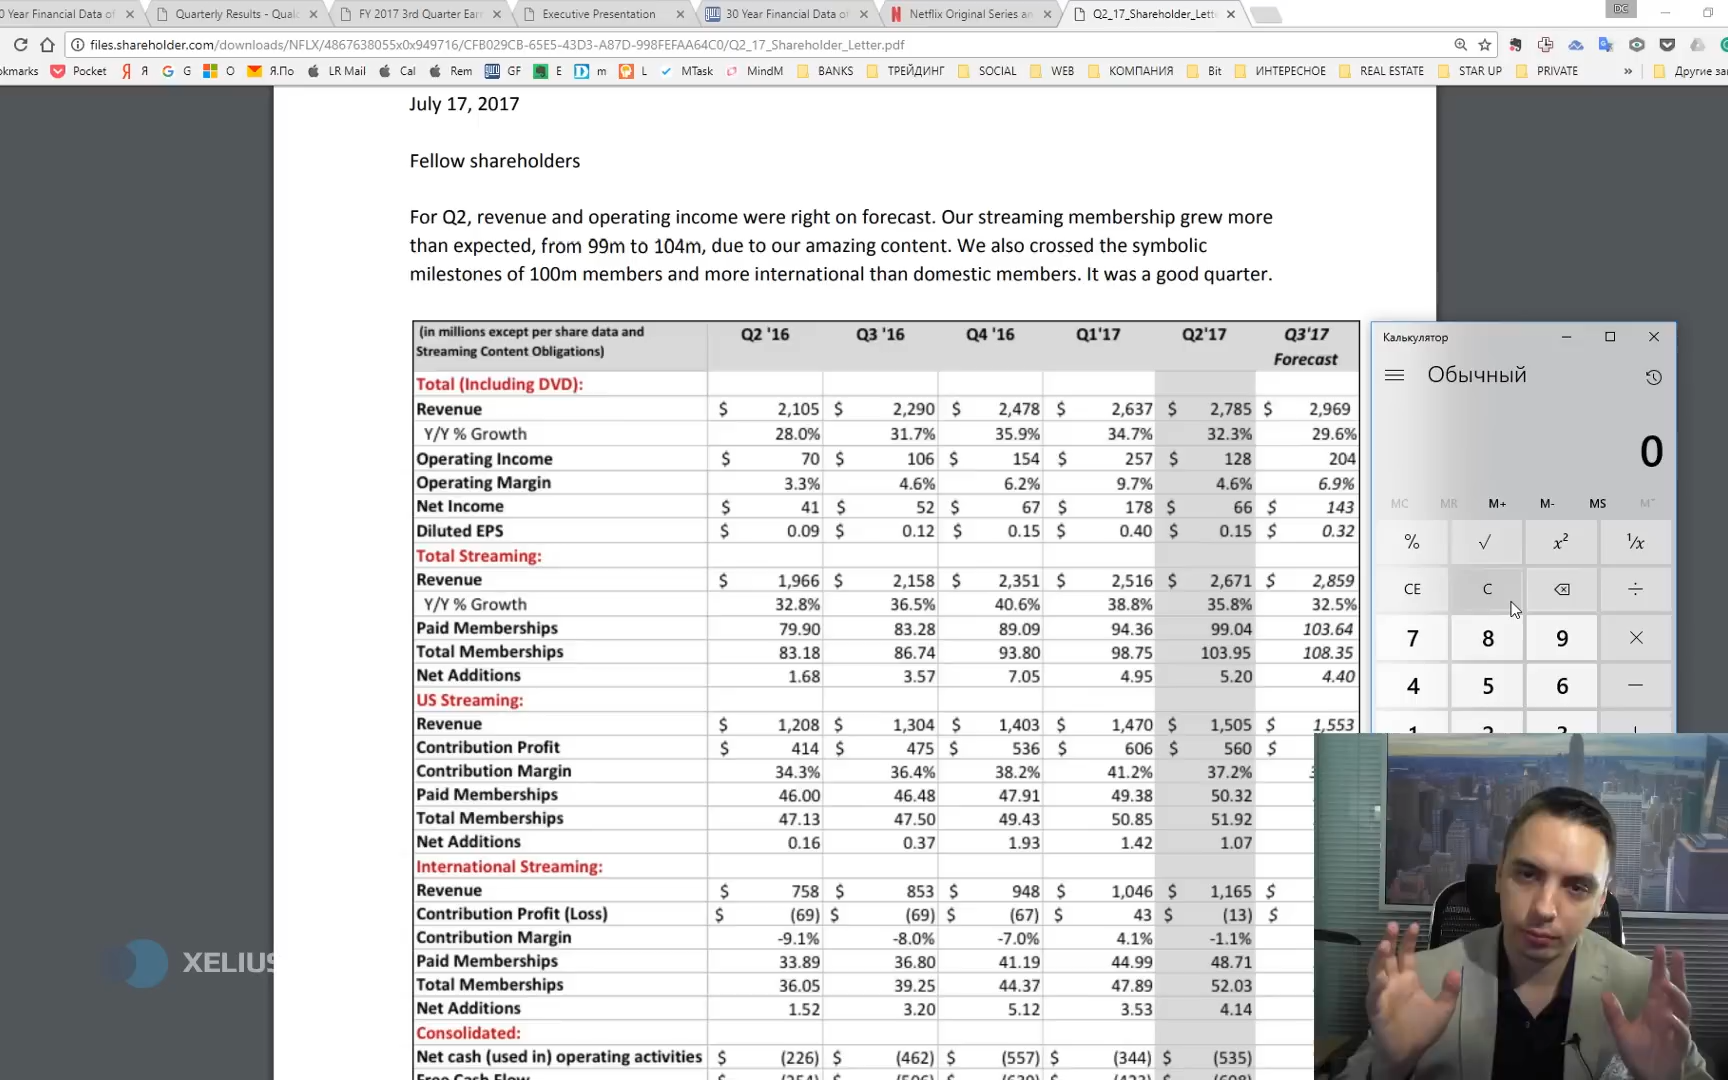 0 Year Financial Data of
Quarterly Results - Qualc
FY 2017 3rd Quarter Ear
Executive Presentation
30 Year Financial Data of
Netflix Original Series an
Q2_17_Shareholder_Lette
DC
files.shareholder.com/downloads/NFLX/4867638055x0x949716/CFB029CB-65E5-43D3-A87D-998FEFAA64C0/Q2_17_Shareholder_Letter.pdf
okmarks Pocket Я G O Я.По LR Mail Cal Rem GF E m L MTask MindM BANKS ТРЕЙДИНГ SOCIAL WEB КОМПАНИЯ Bit ИНТЕРЕСНОЕ REAL ESTATE STAR UP PRIVATE » Другие за
July 17, 2017
Fellow shareholders
For Q2, revenue and operating income were right on forecast. Our streaming membership grew more
than expected, from 99m to 104m, due to our amazing content. We also crossed the symbolic
milestones of 100m members and more international than domestic members. It was a good quarter.
(in millions except per share data and
Streaming Content Obligations)
Q2 '16 Q3 '16 Q4 '16 Q1'17 Q2'17 Q3'17
Forecast
Total (Including DVD):
Revenue $ 2,105 $ 2,290 $ 2,478 $ 2,637 $ 2,785 $ 2,969
Y/Y % Growth 28.0% 31.7% 35.9% 34.7% 32.3% 29.6%
Operating Income $ 70 $ 106 $ 154 $ 257 $ 128 204
Operating Margin 3.3% 4.6% 6.2% 9.7% 4.6% 6.9%
Net Income $ 41 $ 52 $ 67 $ 178 $ 66 $ 143
Diluted EPS $ 0.09 $ 0.12 $ 0.15 $ 0.40 $ 0.15 $ 0.32
Total Streaming:
Revenue $ 1,966 $ 2,158 $ 2,351 $ 2,516 $ 2,671 $ 2,859
Y/Y % Growth 32.8% 36.5% 40.6% 38.8% 35.8% 32.5%
Paid Memberships 79.90 83.28 89.09 94.36 99.04 103.64
Total Memberships 83.18 86.74 93.80 98.75 103.95 108.35
Net Additions 1.68 3.57 7.05 4.95 5.20 4.40
US Streaming:
Revenue $ 1,208 $ 1,304 $ 1,403 $ 1,470 $ 1,505 $ 1,553
Contribution Profit $ 414 $ 475 $ 536 $ 606 $ 560 $
Contribution Margin 34.3% 36.4% 38.2% 41.2% 37.2%
Paid Memberships 46.00 46.48 47.91 49.38 50.32
Total Memberships 47.13 47.50 49.43 50.85 51.92
Net Additions 0.16 0.37 1.93 1.42 1.07
International Streaming:
Revenue $ 758 $ 853 $ 948 $ 1,046 $ 1,165 $
Contribution Profit (Loss) $ (69) $ (69) $ (67) $ 43 $ (13) $
Contribution Margin -9.1% -8.0% -7.0% 4.1% -1.1%
Paid Memberships 33.89 36.80 41.19 44.99 48.71
Total Memberships 36.05 39.25 44.37 47.89 52.03
Net Additions 1.52 3.20 5.12 3.53 4.14
Consolidated:
Net cash (used in) operating activities $ (226) $ (462) $ (557) $ (344) $ (535)
Калькулятор
Обычный
0
MC MR M+ M- MS
% √ x² ¹/x
CE C ÷
7 8 9 ×
4 5 6 −
XELIUS